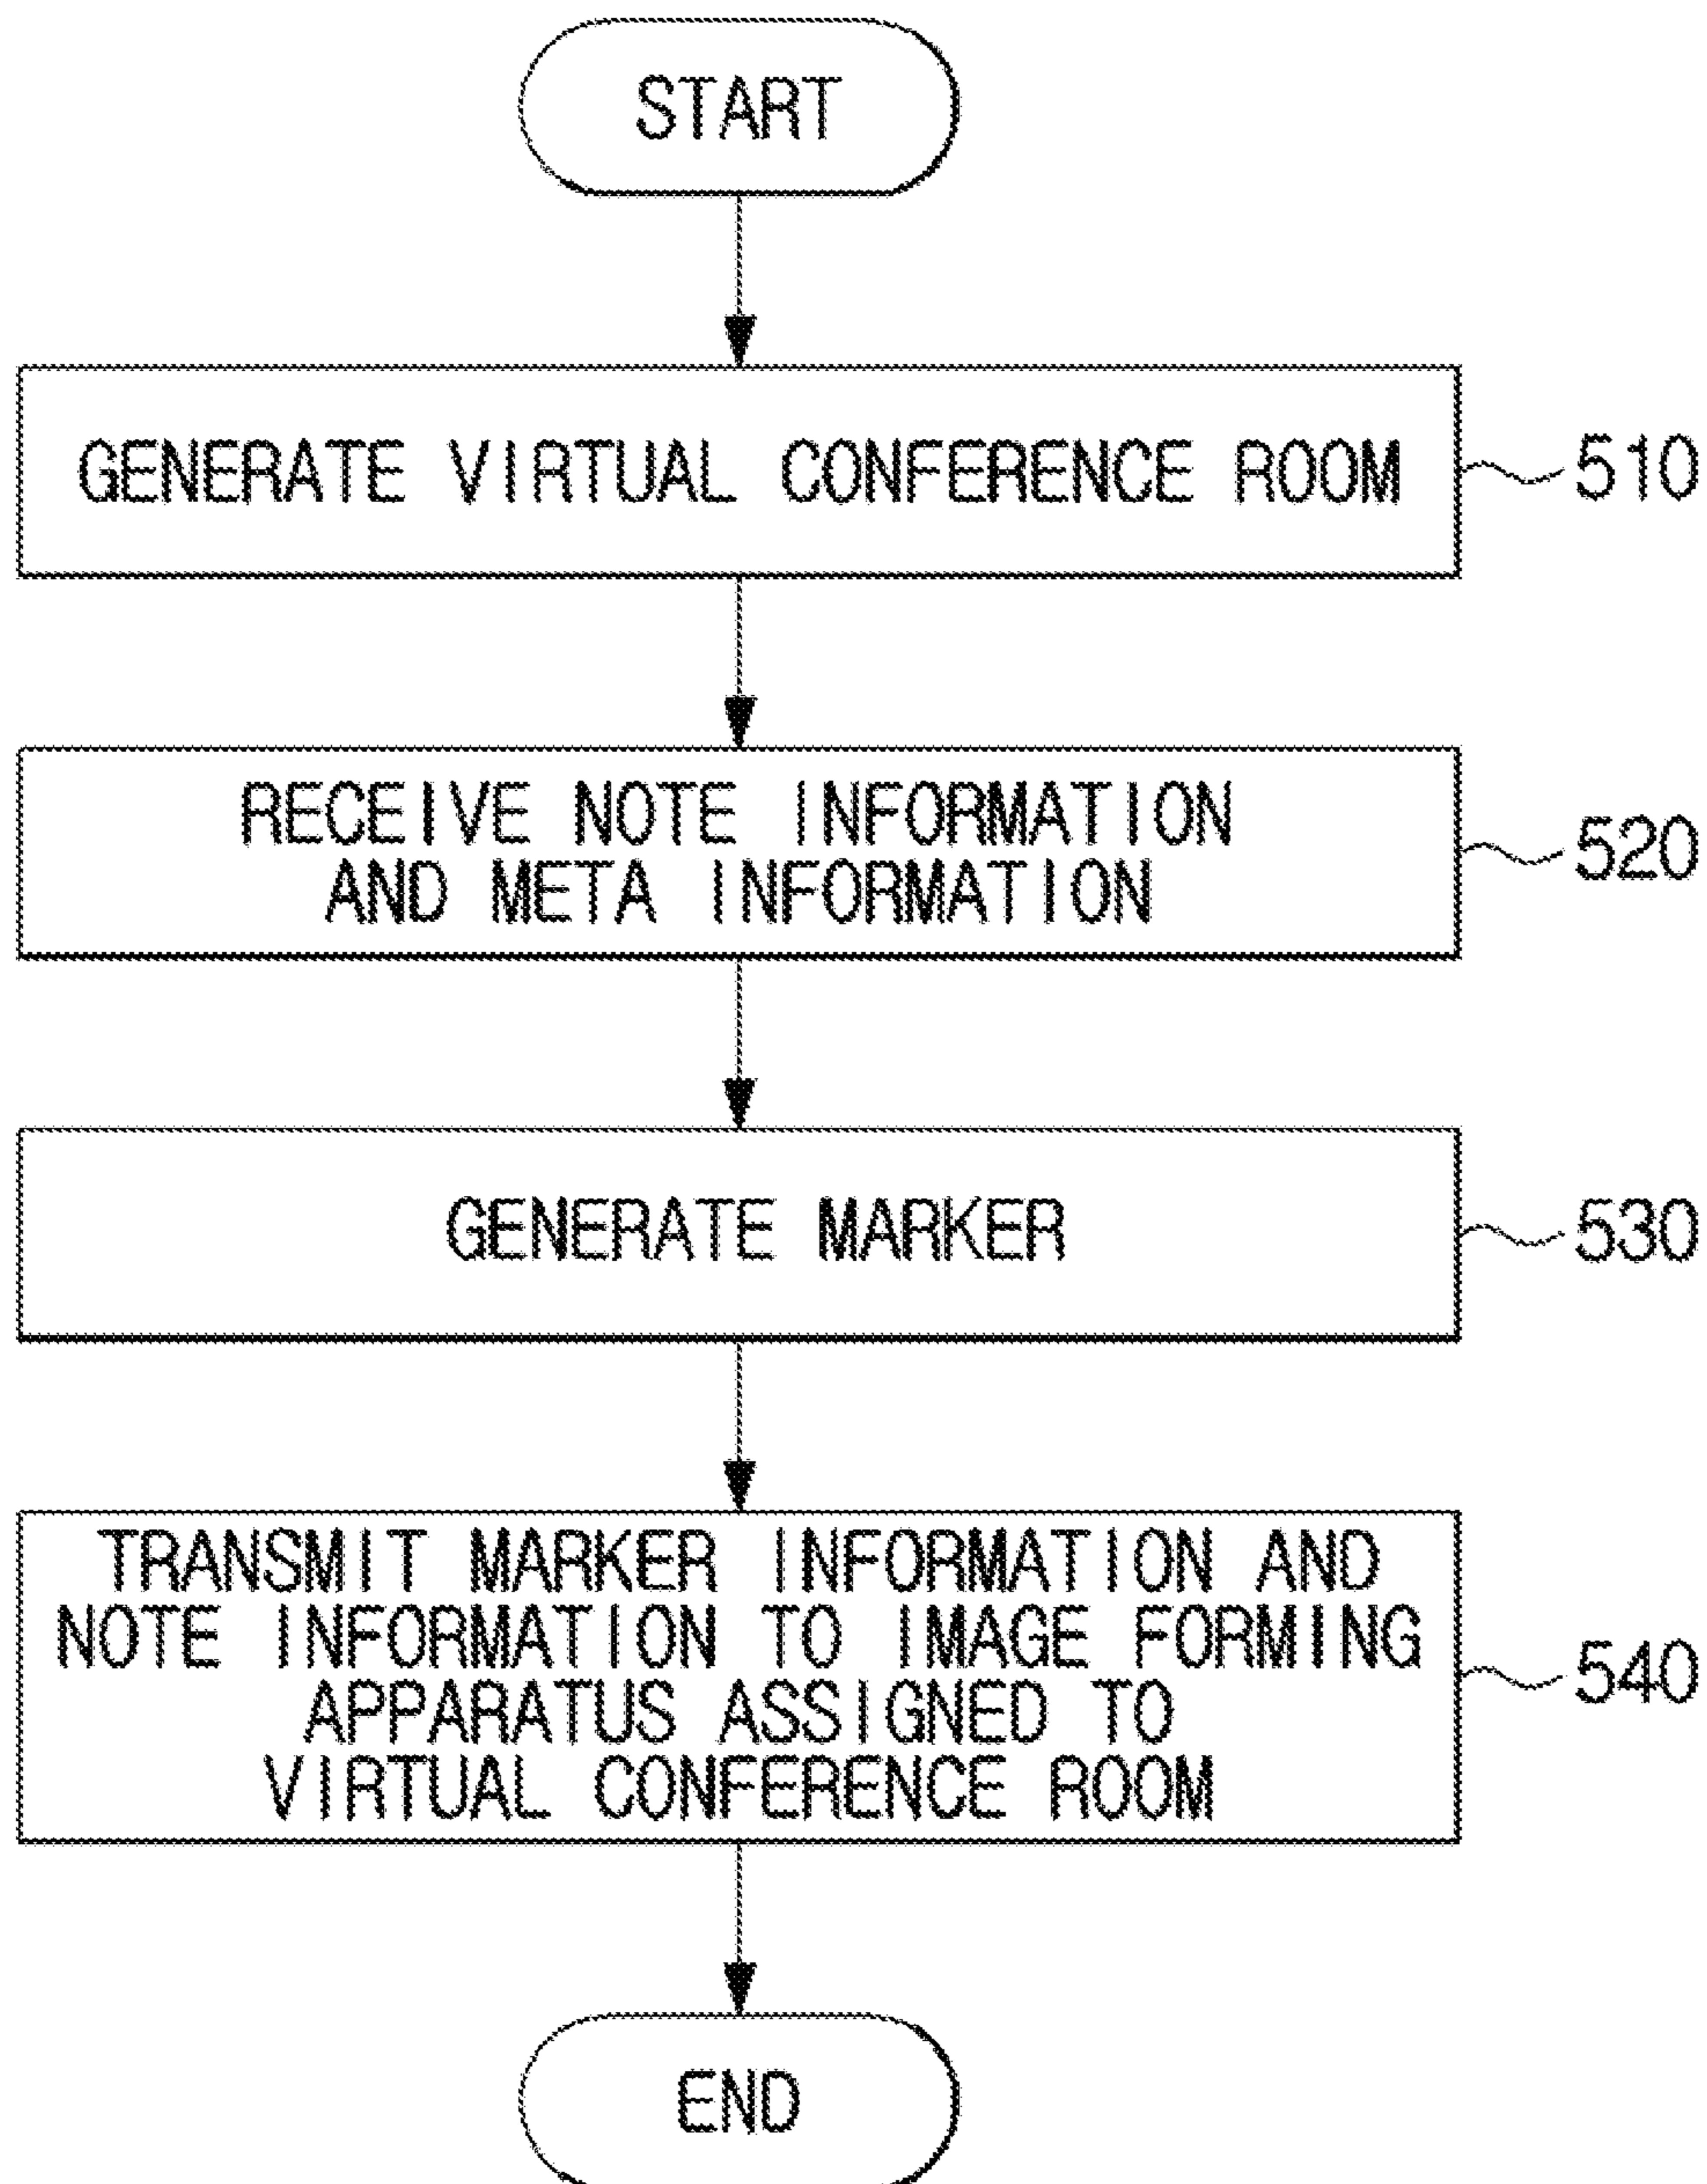 START
GENERATE VIRTUAL CONFERENCE ROOM
510
RECEIVE NOTE INFORMATION
AND META INFORMATION
520
GENERATE MARKER
530
TRANSMIT MARKER INFORMATION AND
NOTE INFORMATION TO IMAGE FORMING
APPARATUS ASSIGNED TO
VIRTUAL CONFERENCE ROOM
540
END